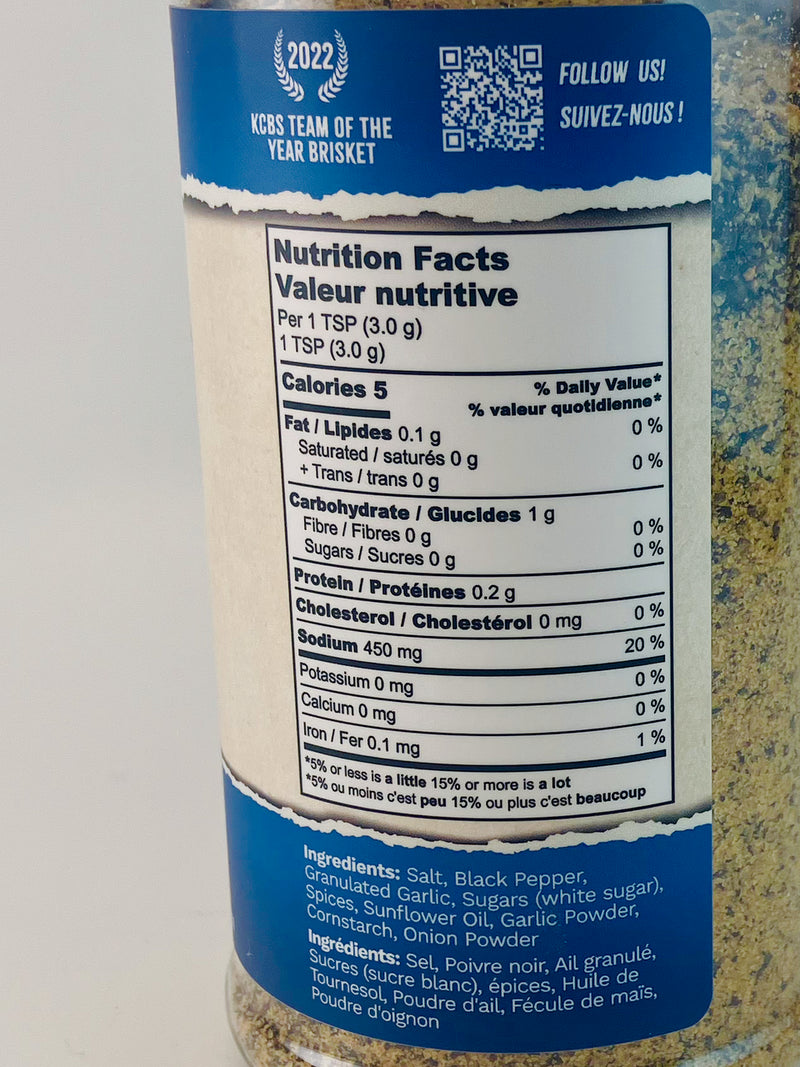 2022
KCBS TEAM OF THE
YEAR BRISKET
FOLLOW US!
SUIVEZ-NOUS !
Nutrition Facts
Valeur nutritive
Per 1 TSP (3.0 g)
1 TSP (3.0 g)
Calories 5
% Daily Value*
% valeur quotidienne*
Fat / Lipides 0.1 g 0 %
Saturated / saturés 0 g
+ Trans / trans 0 g 0 %
Carbohydrate / Glucides 1 g
Fibre / Fibres 0 g 0 %
Sugars / Sucres 0 g 0 %
Protein / Protéines 0.2 g
Cholesterol / Cholestérol 0 mg 0 %
Sodium 450 mg 20 %
Potassium 0 mg 0 %
Calcium 0 mg 0 %
Iron / Fer 0.1 mg 1 %
*5% or less is a little 15% or more is a lot
*5% ou moins c'est peu 15% ou plus c'est beaucoup
Ingredients: Salt, Black Pepper,
Granulated Garlic, Sugars (white sugar),
Spices, Sunflower Oil, Garlic Powder,
Cornstarch, Onion Powder
Ingrédients: Sel, Poivre noir, Ail granulé,
Sucres (sucre blanc), épices, Huile de
Tournesol, Poudre d'ail, Fécule de maïs,
Poudre d'oignon